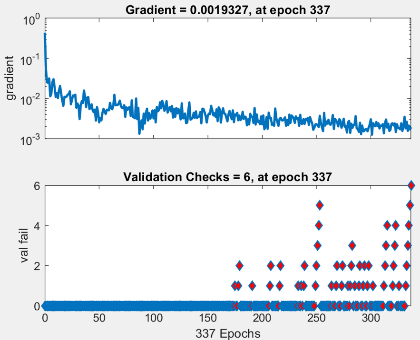 Gradient = 0.0019327, at epoch 337
10^0
10^-1
10^-2
10^-3
gradient
Validation Checks = 6, at epoch 337
6
4
2
0
val fail
0 50 100 150 200 250 300
337 Epochs